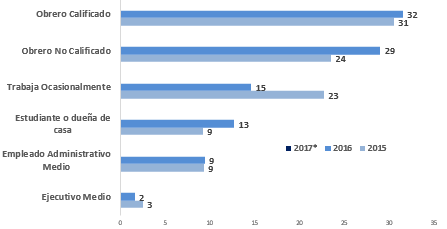 Obrero Calificado
32
31
Obrero No Calificado
29
24
Trabaja Ocasionalmente
15
23
Estudiante o dueña de
casa
13
9
Empleado Administrativo
Medio
9
9
2017* 2016 2015
Ejecutivo Medio
2
3
0 5 10 15 20 25 30 35